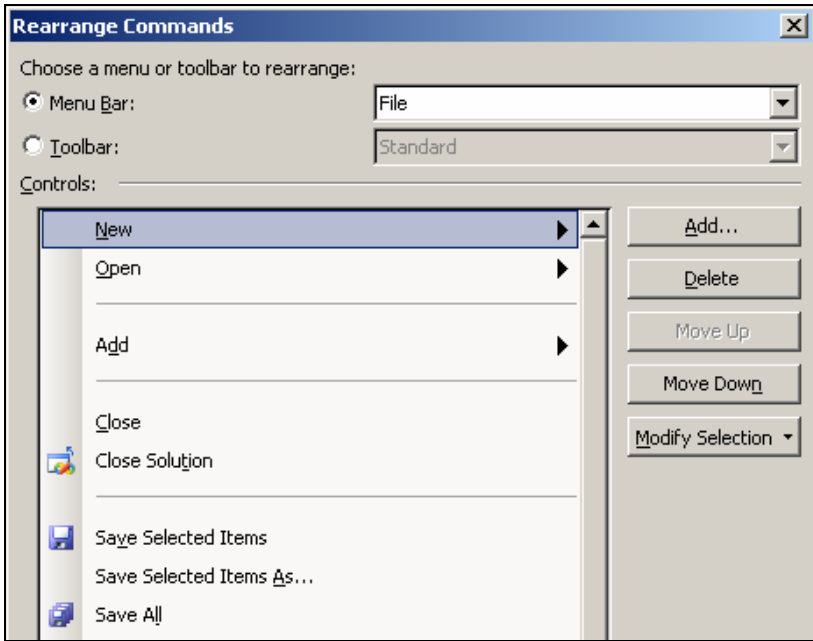 Rearrange Commands
Choose a menu or toolbar to rearrange:
Menu Bar: File
Toolbar: Standard
Controls:
New
Open
Add
Close
Close Solution
Save Selected Items
Save Selected Items As...
Save All
Add...
Delete
Move Up
Move Down
Modify Selection